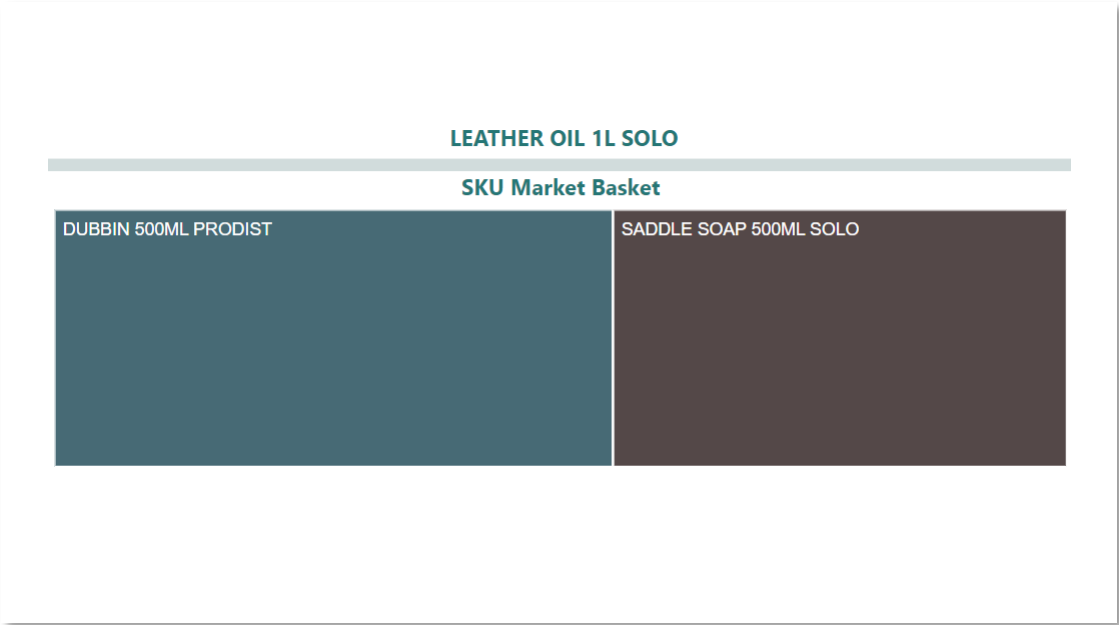 LEATHER OIL 1L SOLO
SKU Market Basket
DUBBIN 500ML PRODIST
SADDLE SOAP 500ML SOLO